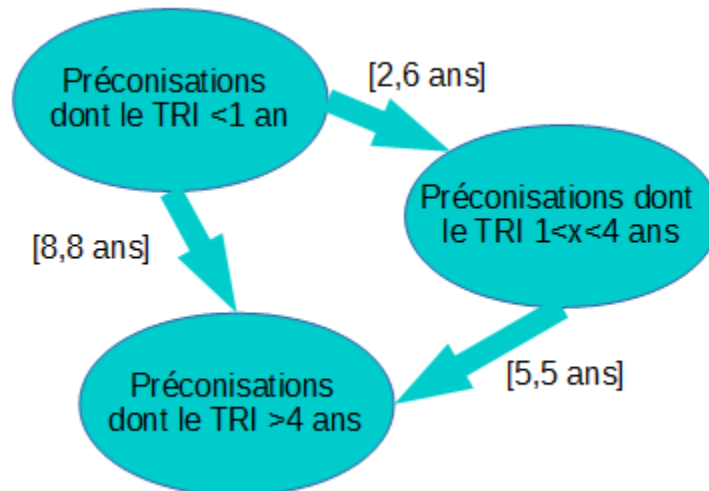 Préconisations
dont le TRI <1 an
[2,6 ans]
Préconisations dont
le TRI 1<x<4 ans
[8,8 ans]
[5,5 ans]
Préconisations
dont le TRI >4 ans